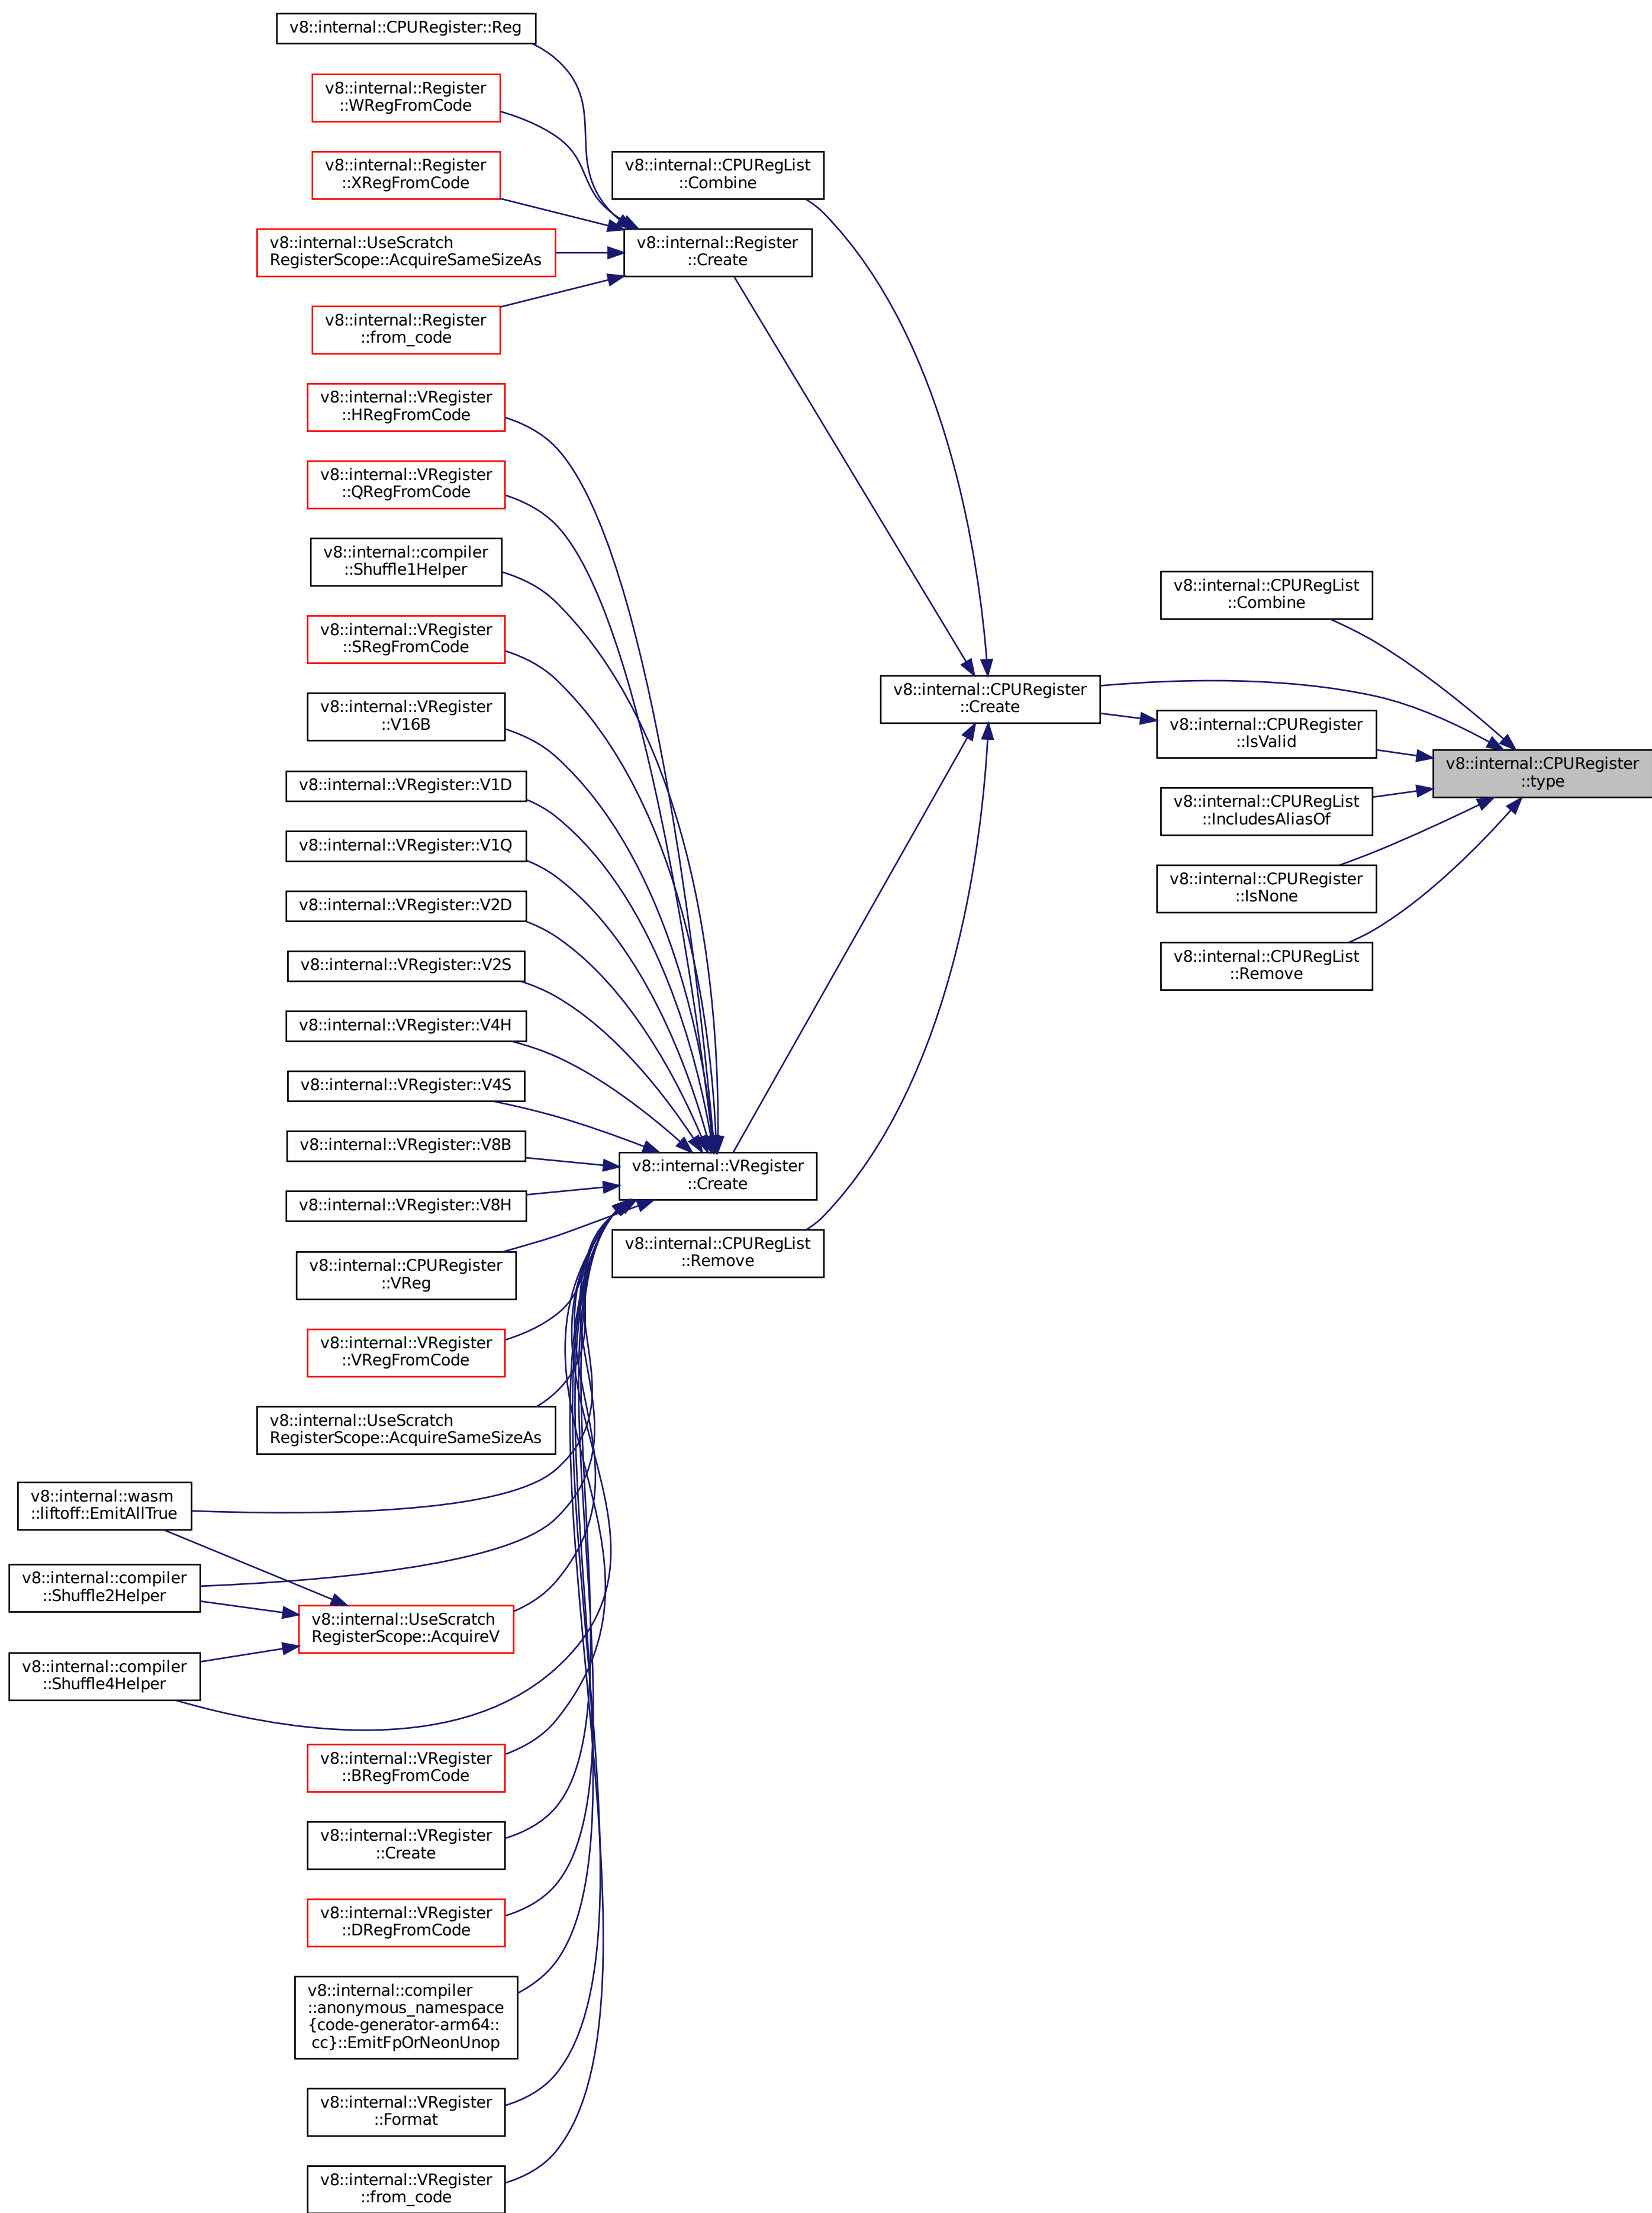 v8::internal::CPURegister::Reg
v8::internal::Register
::WRegFromCode
v8::internal::Register
::XRegFromCode
v8::internal::UseScratch
RegisterScope::AcquireSameSizeAs
v8::internal::Register
::from_code
v8::internal::VRegister
::HRegFromCode
v8::internal::VRegister
::QRegFromCode
v8::internal::compiler
::Shuffle1Helper
v8::internal::VRegister
::SRegFromCode
v8::internal::VRegister
::V16B
v8::internal::VRegister::V1D
v8::internal::VRegister::V1Q
v8::internal::VRegister::V2D
v8::internal::VRegister::V2S
v8::internal::VRegister::V4H
v8::internal::VRegister::V4S
v8::internal::VRegister::V8B
v8::internal::VRegister::V8H
v8::internal::CPURegister
::VReg
v8::internal::VRegister
::VRegFromCode
v8::internal::UseScratch
RegisterScope::AcquireSameSizeAs
v8::internal::wasm
::liftoff::EmitAllTrue
v8::internal::compiler
::Shuffle2Helper
v8::internal::UseScratch
RegisterScope::AcquireV
v8::internal::compiler
::Shuffle4Helper
v8::internal::VRegister
::BRegFromCode
v8::internal::VRegister
::Create
v8::internal::VRegister
::DRegFromCode
v8::internal::compiler
::anonymous_namespace
{code-generator-arm64::
cc}::EmitFpOrNeonUnop
v8::internal::VRegister
::Format
v8::internal::VRegister
::from_code
v8::internal::CPURegList
::Combine
v8::internal::Register
::Create
v8::internal::VRegister
::Create
v8::internal::CPURegList
::Remove
v8::internal::CPURegister
::Create
v8::internal::CPURegList
::Combine
v8::internal::CPURegister
::IsValid
v8::internal::CPURegList
::IncludesAliasOf
v8::internal::CPURegister
::IsNone
v8::internal::CPURegList
::Remove
v8::internal::CPURegister
::type